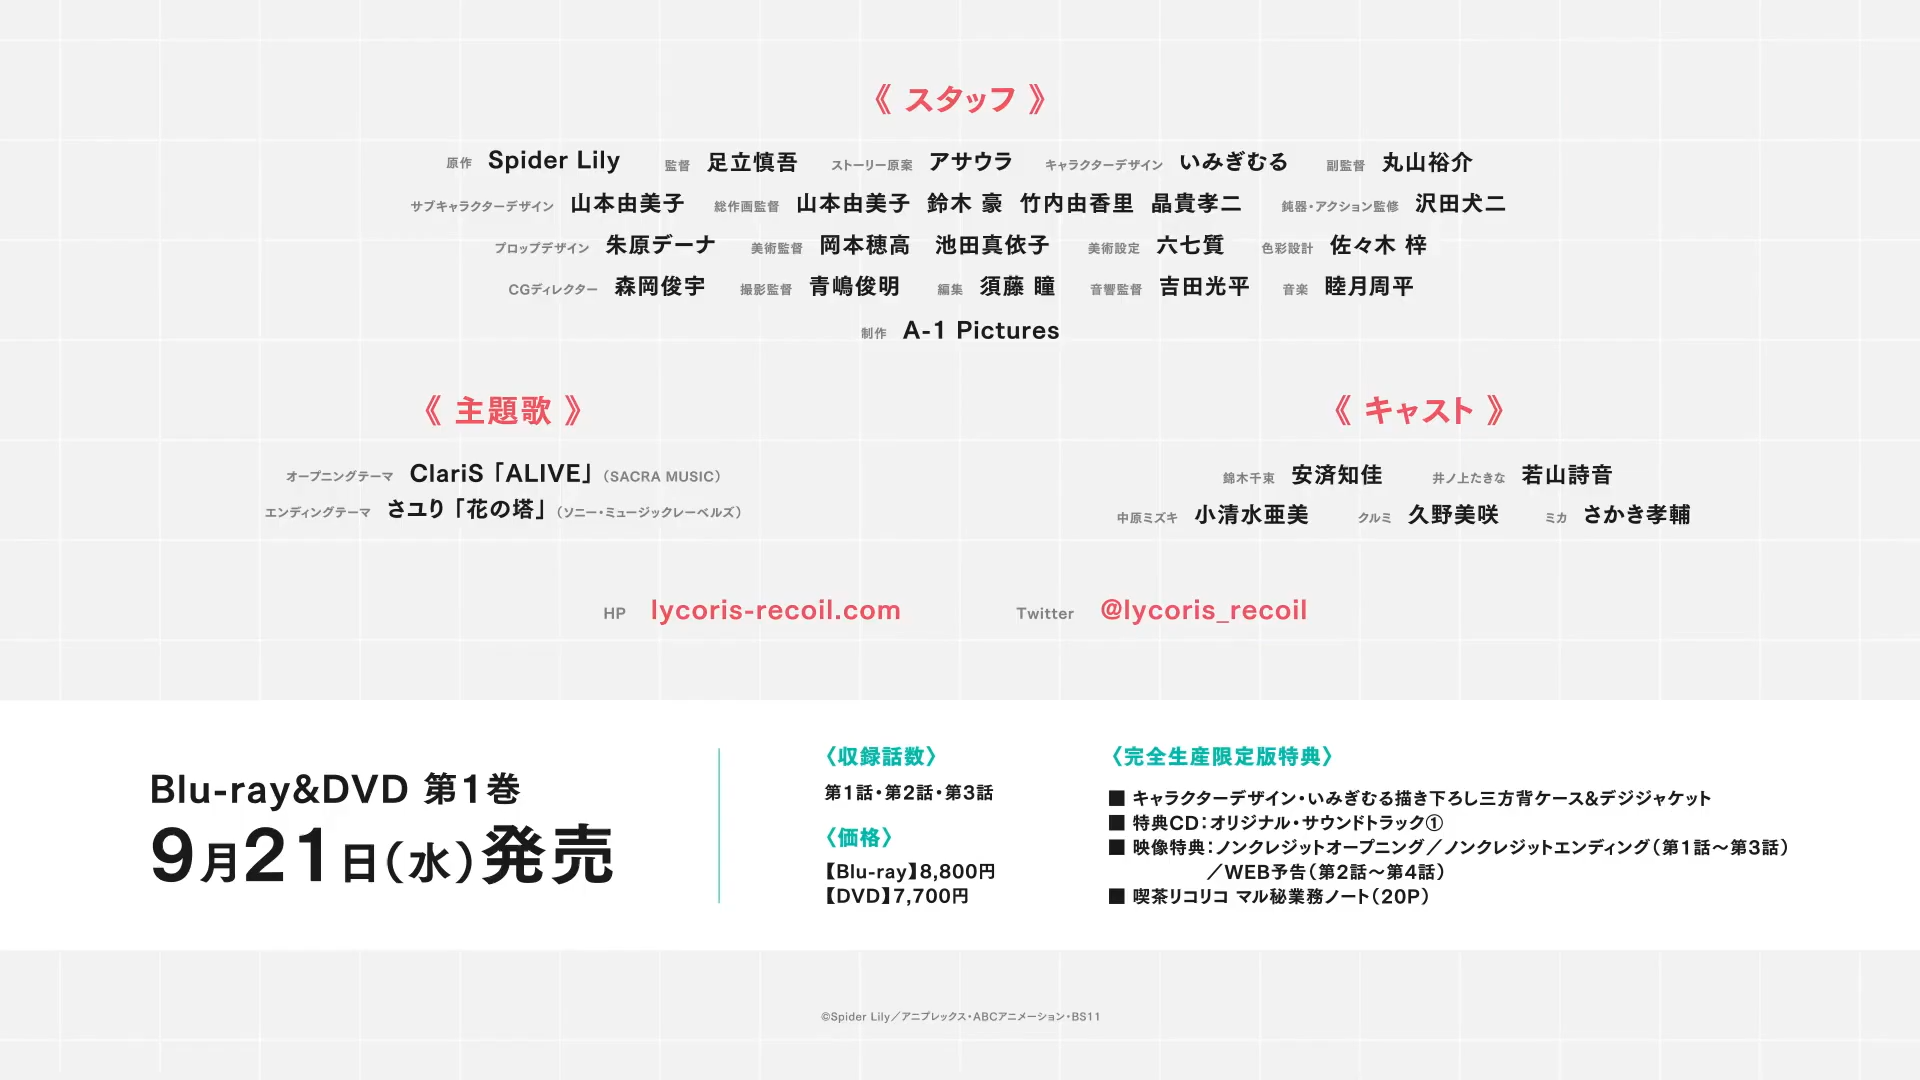 《 スタッフ 》
原作 Spider Lily 監督 足立慎吾 ストーリー原案 アサウラ キャラクターデザイン いみぎむる 副監督 丸山裕介
サブキャラクターデザイン 山本由美子 総作画監督 山本由美子 鈴木 豪 竹内由香里 晶貴孝二 銃器・アクション監修 沢田犬二
プロップデザイン 朱原デーナ 美術監督 岡本穂高 池田真依子 美術設定 六七質 色彩設計 佐々木 梓
CGディレクター 森岡俊宇 撮影監督 青嶋俊明 編集 須藤 瞳 音響監督 吉田光平 音楽 睦月周平
制作 A-1 Pictures
《 主題歌 》
オープニングテーマ ClariS「ALIVE」（SACRA MUSIC）
エンディングテーマ さユり「花の塔」（ソニー・ミュージックレーベルズ）
《 キャスト 》
錦木千束 安済知佳 井ノ上たきな 若山詩音
中原ミズキ 小清水亜美 クルミ 久野美咲 ミカ さかき孝輔
HP lycoris-recoil.com Twitter @lycoris_recoil
Blu-ray&DVD 第1巻
9月21日（水）発売
〈収録話数〉
第1話・第2話・第3話
〈価格〉
【Blu-ray】8,800円
【DVD】7,700円
〈完全生産限定版特典〉
■ キャラクターデザイン・いみぎむる描き下ろし三方背ケース&デジジャケット
■ 特典CD：オリジナル・サウンドトラック①
■ 映像特典：ノンクレジットオープニング／ノンクレジットエンディング（第1話〜第3話）
／WEB予告（第2話〜第4話）
■ 喫茶リコリコ マル秘業務ノート（20P）
©Spider Lily／アニプレックス・ABCアニメーション・BS11